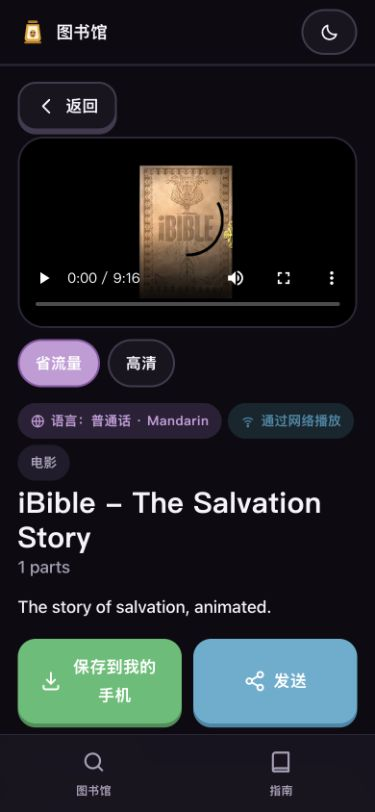 图书馆
返回
iBIBLE
0:00 / 9:16
省流量
高清
语言：普通话 · Mandarin
通过网络播放
电影
iBible – The Salvation
Story
1 parts
The story of salvation, animated.
保存到我的
手机
发送
图书馆
指南